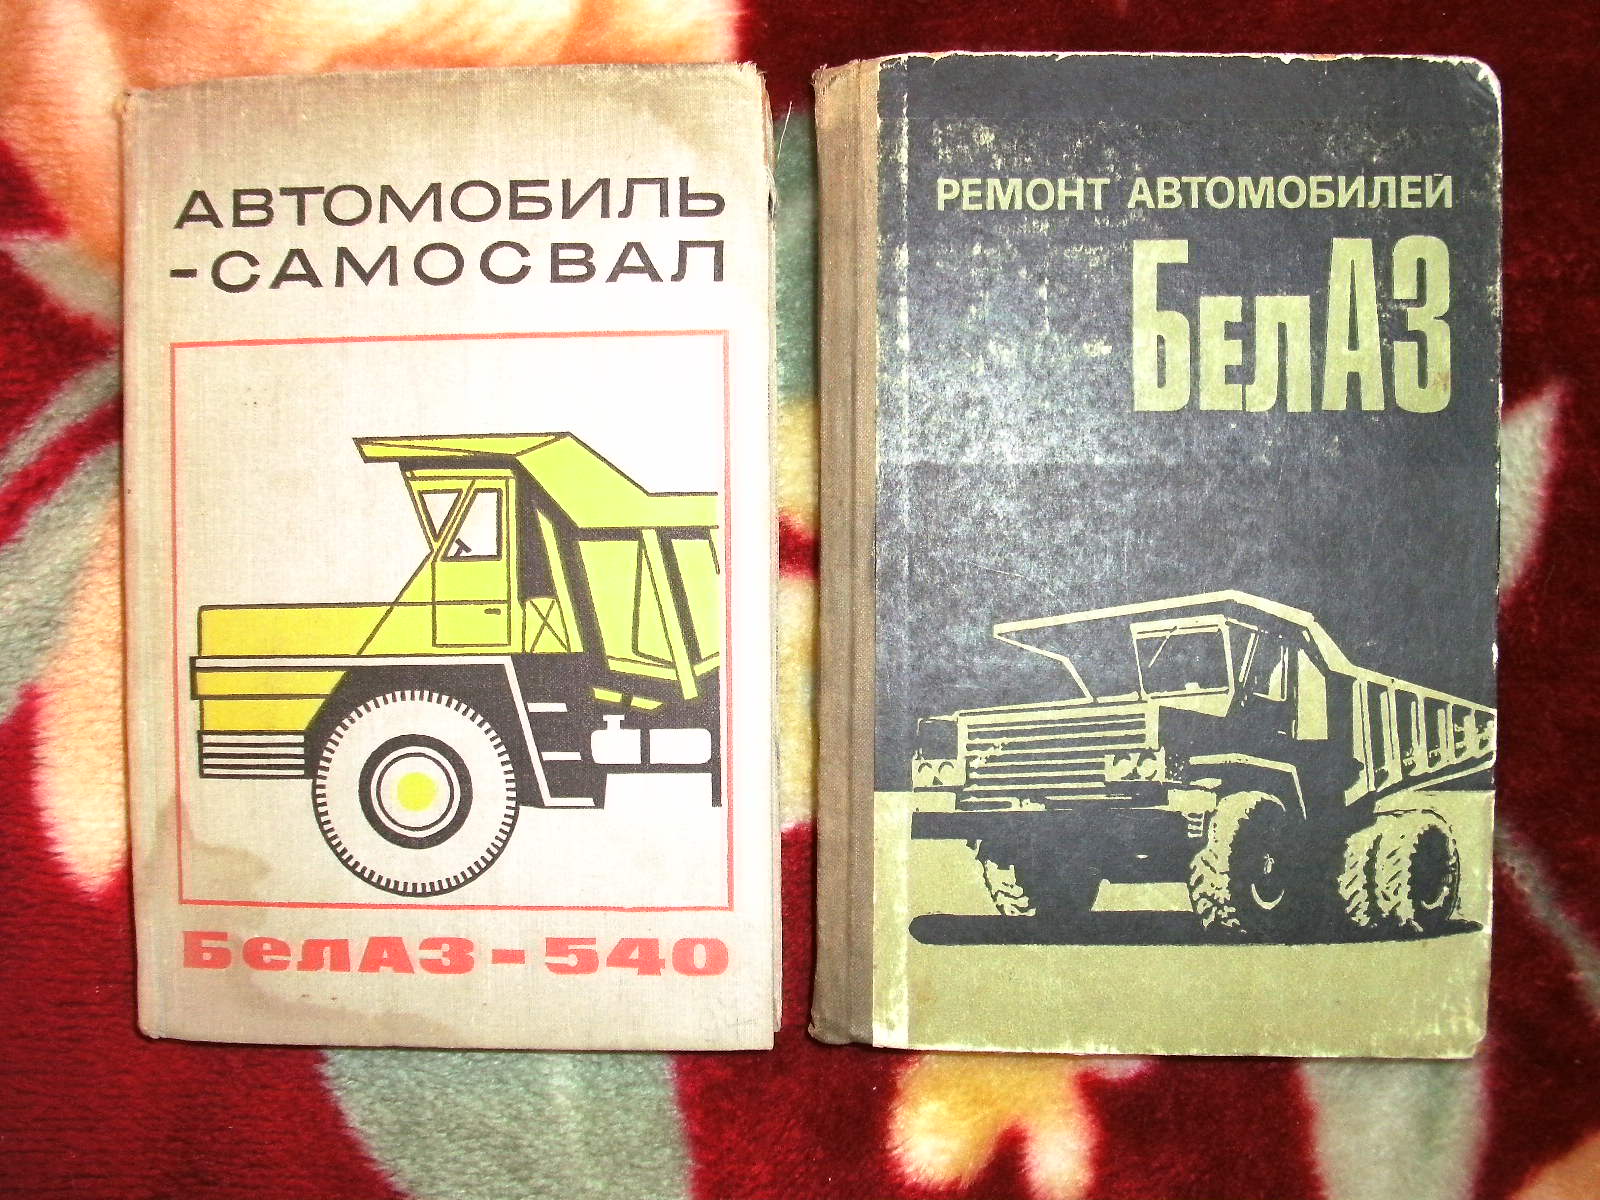 АВТОМОБИЛЬ
-САМОСВАЛ
БелАЗ-540
РЕМОНТ АВТОМОБИЛЕЙ
БелАЗ